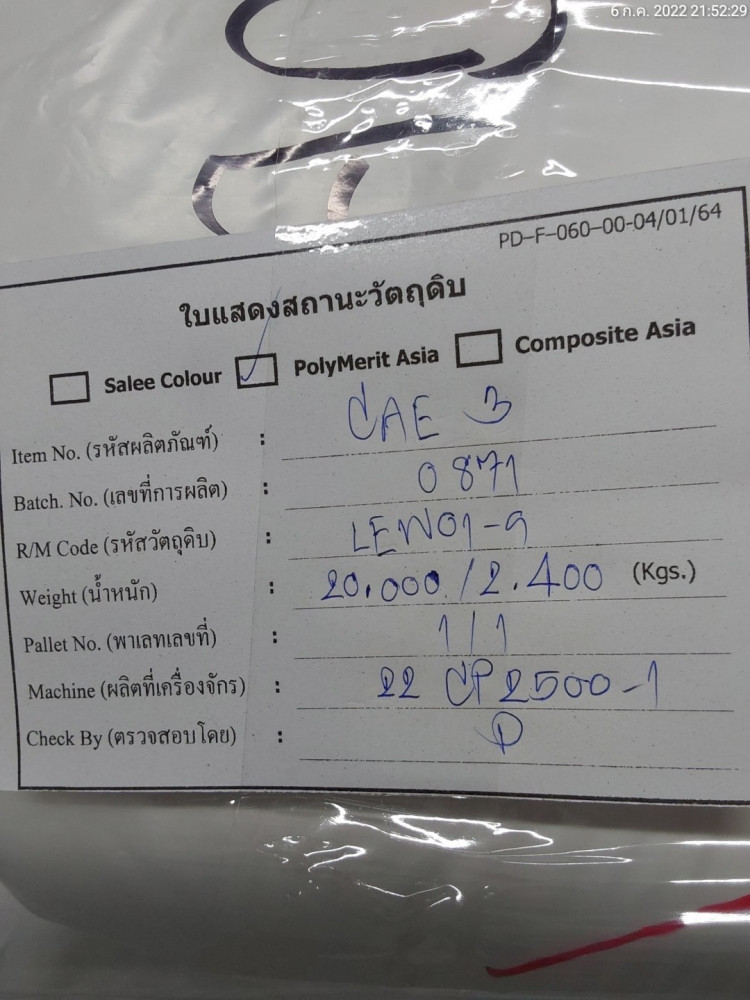 6 ก.ค. 2022 21:52:29
PD-F-060-00-04/01/64
ใบแสดงสถานะวัตถุดิบ
Salee Colour PolyMerit Asia Composite Asia
Item No. (รหัสผลิตภัณฑ์) : CAE 3
Batch. No. (เลขที่การผลิต) : 0871
R/M Code (รหัสวัตถุดิบ) : LEW01-9
Weight (น้ำหนัก) : 20.000 / 2.400 (Kgs.)
Pallet No. (พาเลทเลขที่) : 1/1
Machine (ผลิตที่เครื่องจักร) : 22 CP2500-1
Check By (ตรวจสอบโดย) :